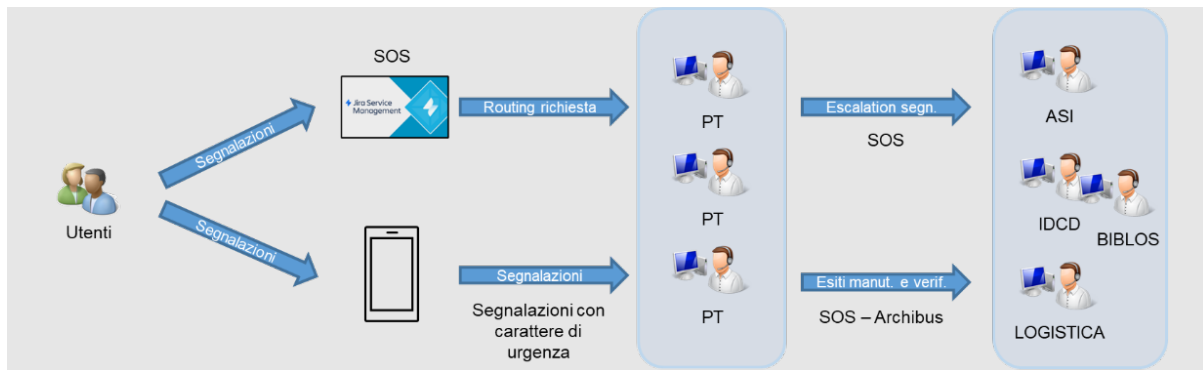 SOS
Jira Service
Management
Segnalazioni
Segnalazioni
Utenti
Routing richiesta
Segnalazioni
Segnalazioni con
carattere di
urgenza
PT
PT
PT
Escalation segn.
SOS
Esiti manut. e verif.
SOS – Archibus
ASI
IDCD
BIBLOS
LOGISTICA